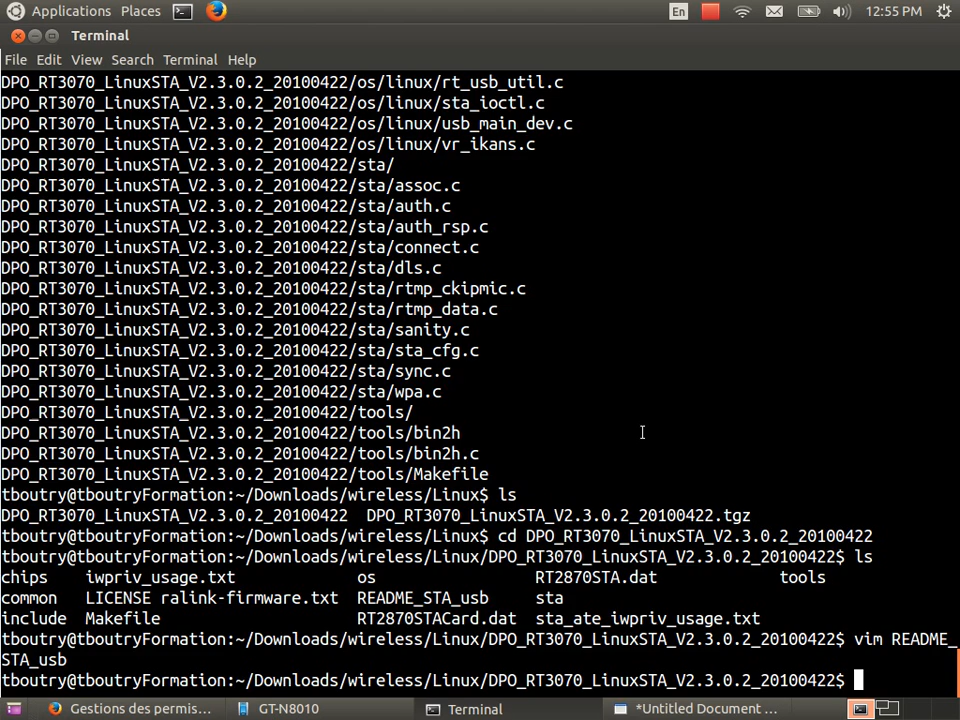 Applications Places En 12:55 PM
Terminal
File Edit View Search Terminal Help
DPO_RT3070_LinuxSTA_V2.3.0.2_20100422/os/linux/rt_usb_util.c
DPO_RT3070_LinuxSTA_V2.3.0.2_20100422/os/linux/sta_ioctl.c
DPO_RT3070_LinuxSTA_V2.3.0.2_20100422/os/linux/usb_main_dev.c
DPO_RT3070_LinuxSTA_V2.3.0.2_20100422/os/linux/vr_ikans.c
DPO_RT3070_LinuxSTA_V2.3.0.2_20100422/sta/
DPO_RT3070_LinuxSTA_V2.3.0.2_20100422/sta/assoc.c
DPO_RT3070_LinuxSTA_V2.3.0.2_20100422/sta/auth.c
DPO_RT3070_LinuxSTA_V2.3.0.2_20100422/sta/auth_rsp.c
DPO_RT3070_LinuxSTA_V2.3.0.2_20100422/sta/connect.c
DPO_RT3070_LinuxSTA_V2.3.0.2_20100422/sta/dls.c
DPO_RT3070_LinuxSTA_V2.3.0.2_20100422/sta/rtmp_ckipmic.c
DPO_RT3070_LinuxSTA_V2.3.0.2_20100422/sta/rtmp_data.c
DPO_RT3070_LinuxSTA_V2.3.0.2_20100422/sta/sanity.c
DPO_RT3070_LinuxSTA_V2.3.0.2_20100422/sta/sta_cfg.c
DPO_RT3070_LinuxSTA_V2.3.0.2_20100422/sta/sync.c
DPO_RT3070_LinuxSTA_V2.3.0.2_20100422/sta/wpa.c
DPO_RT3070_LinuxSTA_V2.3.0.2_20100422/tools/
DPO_RT3070_LinuxSTA_V2.3.0.2_20100422/tools/bin2h
DPO_RT3070_LinuxSTA_V2.3.0.2_20100422/tools/bin2h.c
DPO_RT3070_LinuxSTA_V2.3.0.2_20100422/tools/Makefile
tboutry@tboutryFormation:~/Downloads/wireless/Linux$ ls
DPO_RT3070_LinuxSTA_V2.3.0.2_20100422  DPO_RT3070_LinuxSTA_V2.3.0.2_20100422.tgz
tboutry@tboutryFormation:~/Downloads/wireless/Linux$ cd DPO_RT3070_LinuxSTA_V2.3.0.2_20100422
tboutry@tboutryFormation:~/Downloads/wireless/Linux/DPO_RT3070_LinuxSTA_V2.3.0.2_20100422$ ls
chips    iwpriv_usage.txt             os               RT2870STA.dat             tools
common   LICENSE ralink-firmware.txt  README_STA_usb   sta
include  Makefile                     RT2870STACard.dat  sta_ate_iwpriv_usage.txt
tboutry@tboutryFormation:~/Downloads/wireless/Linux/DPO_RT3070_LinuxSTA_V2.3.0.2_20100422$ vim README_
STA_usb
tboutry@tboutryFormation:~/Downloads/wireless/Linux/DPO_RT3070_LinuxSTA_V2.3.0.2_20100422$
Gestions des permis... GT-N8010 Terminal *Untitled Document ...